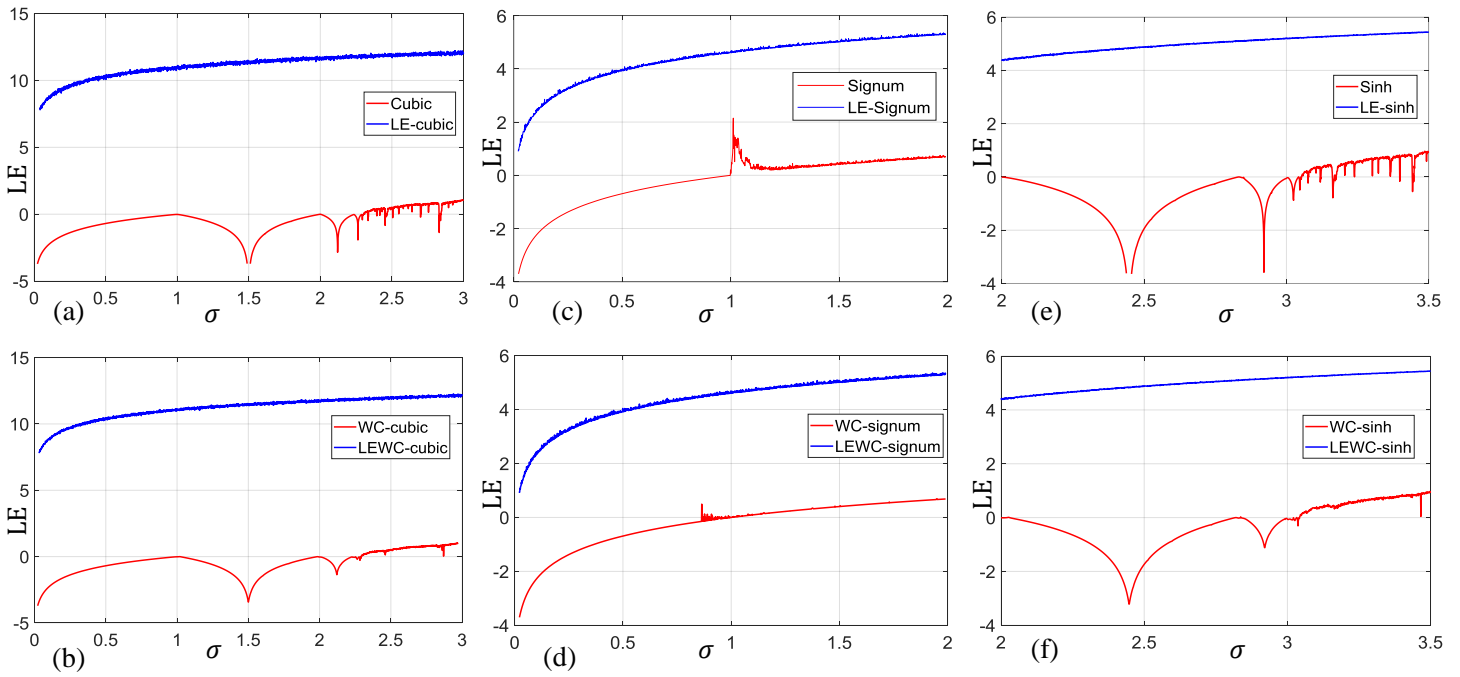 15
10
5
0
-5
LE
Cubic
LE-cubic
0 0.5 1 1.5 2 2.5 3
(a) σ
6
4
2
0
-2
-4
LE
Signum
LE-Signum
0 0.5 1 1.5 2
(c) σ
6
4
2
0
-2
-4
LE
Sinh
LE-sinh
2 2.5 3 3.5
(e) σ
15
10
5
0
-5
LE
WC-cubic
LEWC-cubic
0 0.5 1 1.5 2 2.5 3
(b) σ
6
4
2
0
-2
-4
LE
WC-signum
LEWC-signum
0 0.5 1 1.5 2
(d) σ
6
4
2
0
-2
-4
LE
WC-sinh
LEWC-sinh
2 2.5 3 3.5
(f) σ